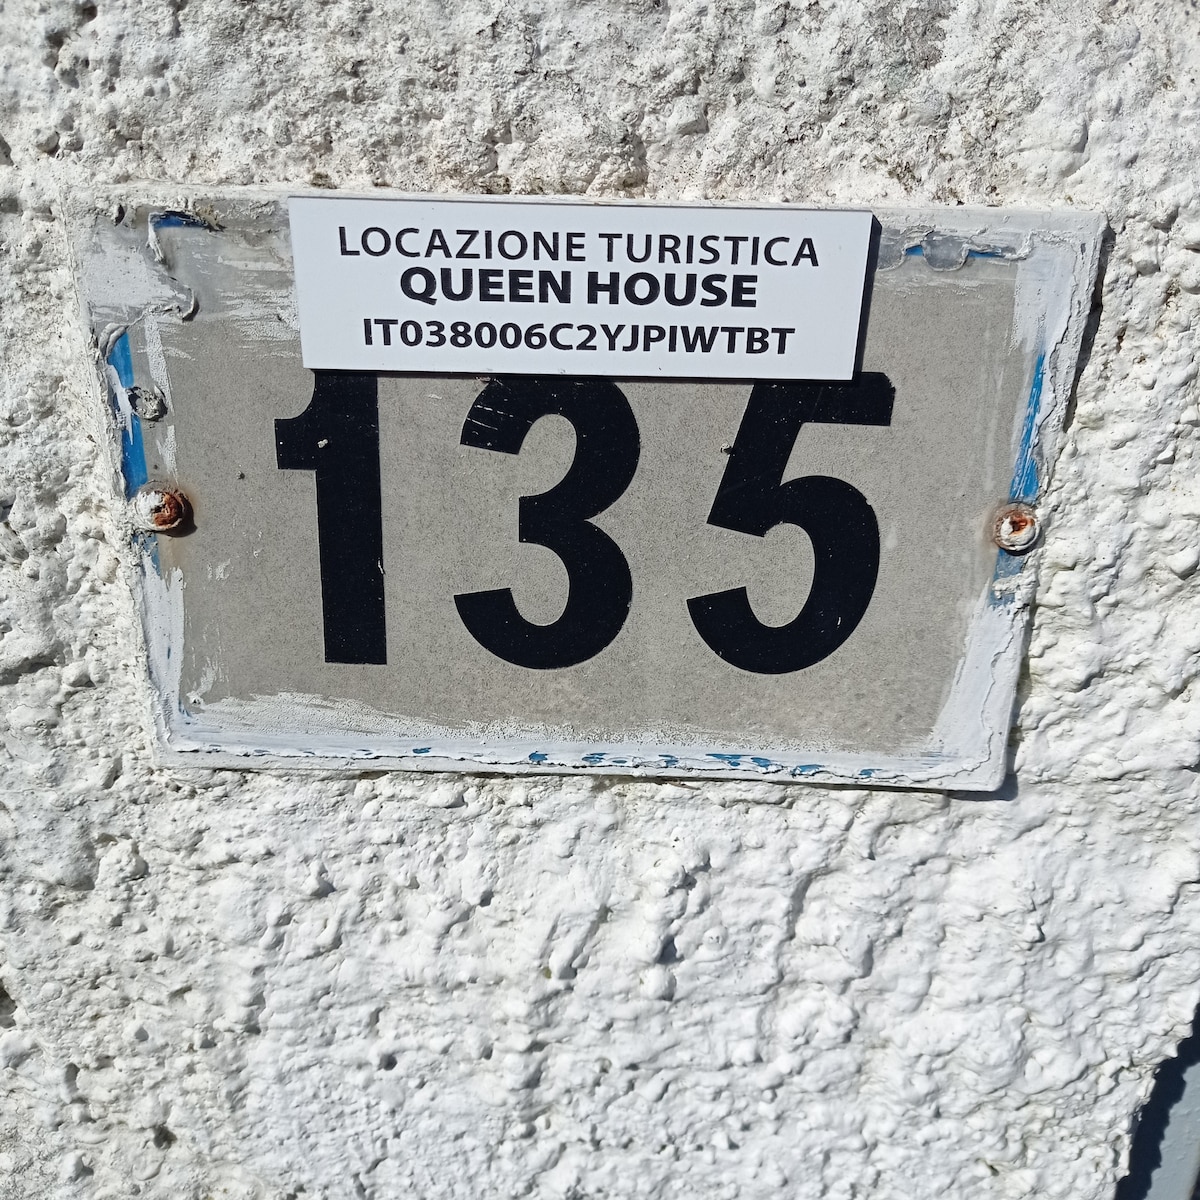 LOCAZIONE TURISTICA
QUEEN HOUSE
IT038006C2YJPIWTBT
135